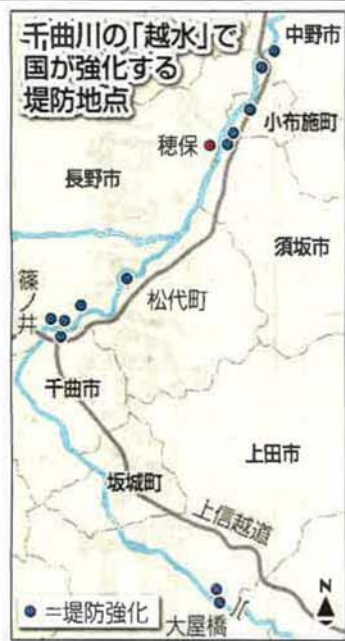 千曲川の「越水」で
国が強化する
堤防地点
中野市
小布施町
穂保
長野市
須坂市
篠ノ井
松代町
千曲市
上田市
坂城町
上信越道
N
=堤防強化
大屋橋